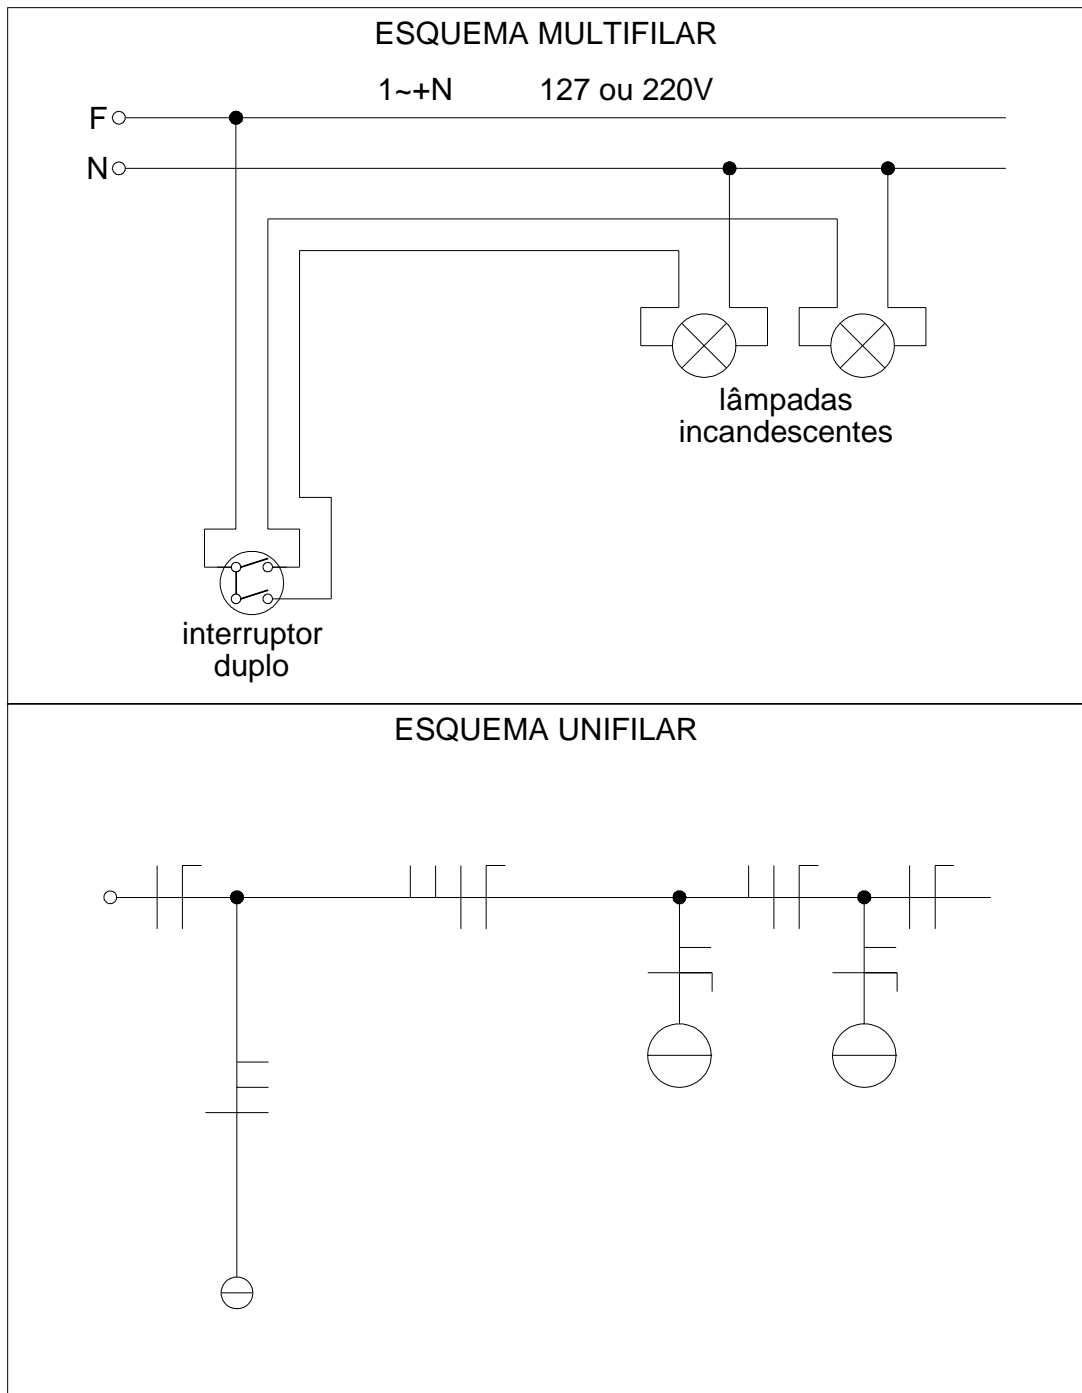 ESQUEMA MULTIFILAR
1~+N 127 ou 220V
F
N
lâmpadas
incandescentes
interruptor
duplo
ESQUEMA UNIFILAR